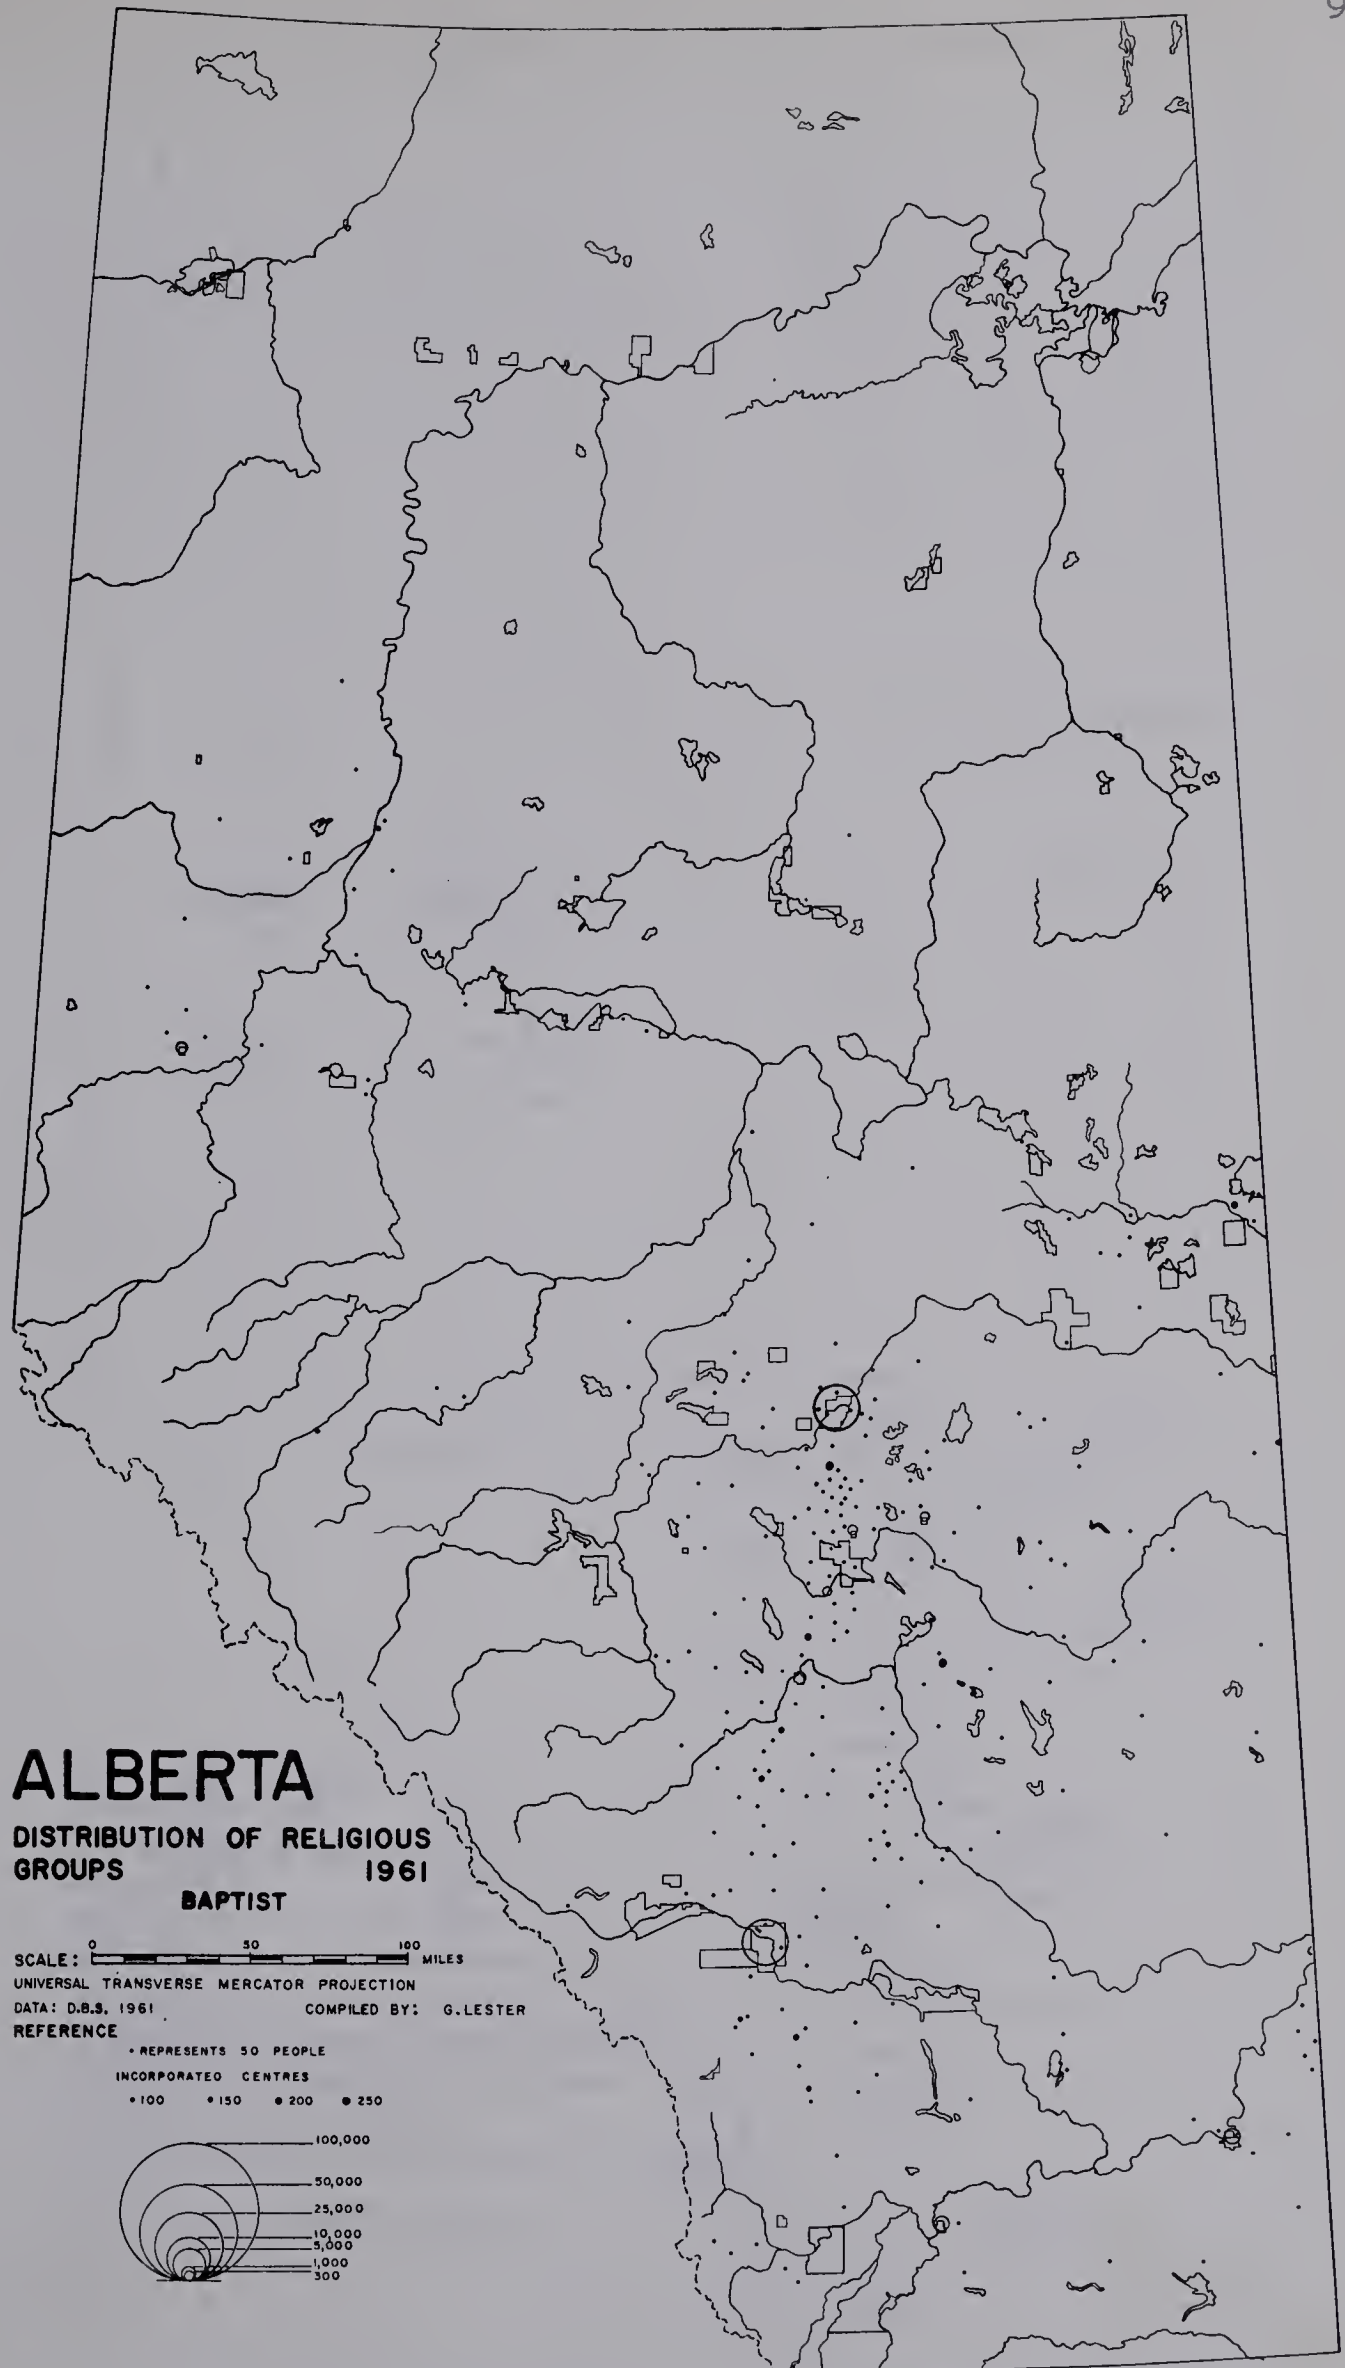 9
ALBERTA
DISTRIBUTION OF RELIGIOUS
GROUPS 1961
BAPTIST
0 50 100
SCALE: MILES
UNIVERSAL TRANSVERSE MERCATOR PROJECTION
DATA: D.B.S. 1961 COMPILED BY: G.LESTER
REFERENCE
• REPRESENTS 50 PEOPLE
INCORPORATED CENTRES
• 100 • 150 • 200 • 250
100,000
50,000
25,000
10,000
5,000
1,000
300